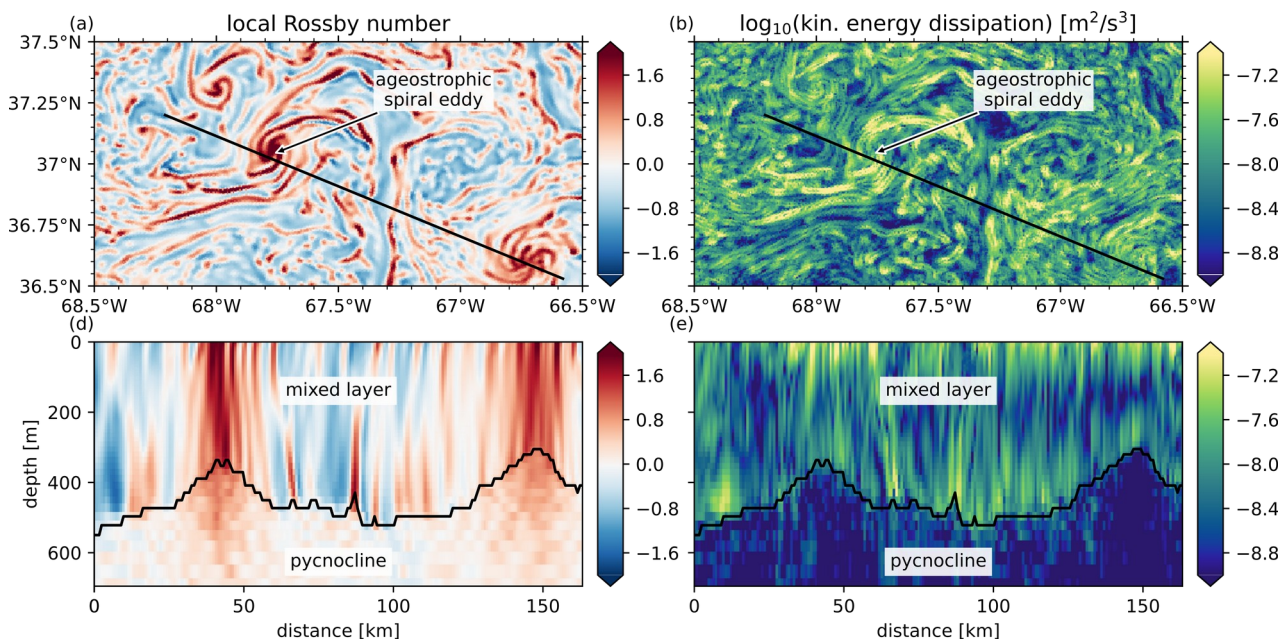 (a) local Rossby number
37.5°N
37.25°N
37°N
36.75°N
36.5°N
68.5°W 68°W 67.5°W 67°W 66.5°W
ageostrophic
spiral eddy
1.6
0.8
0.0
−0.8
−1.6
(b) log₁₀(kin. energy dissipation) [m²/s³]
68.5°W 68°W 67.5°W 67°W 66.5°W
ageostrophic
spiral eddy
−7.2
−7.6
−8.0
−8.4
−8.8
(d)
depth [m]
0
200
400
600
mixed layer
pycnocline
0 50 100 150
distance [km]
1.6
0.8
0.0
−0.8
−1.6
(e)
mixed layer
pycnocline
0 50 100 150
distance [km]
−7.2
−7.6
−8.0
−8.4
−8.8